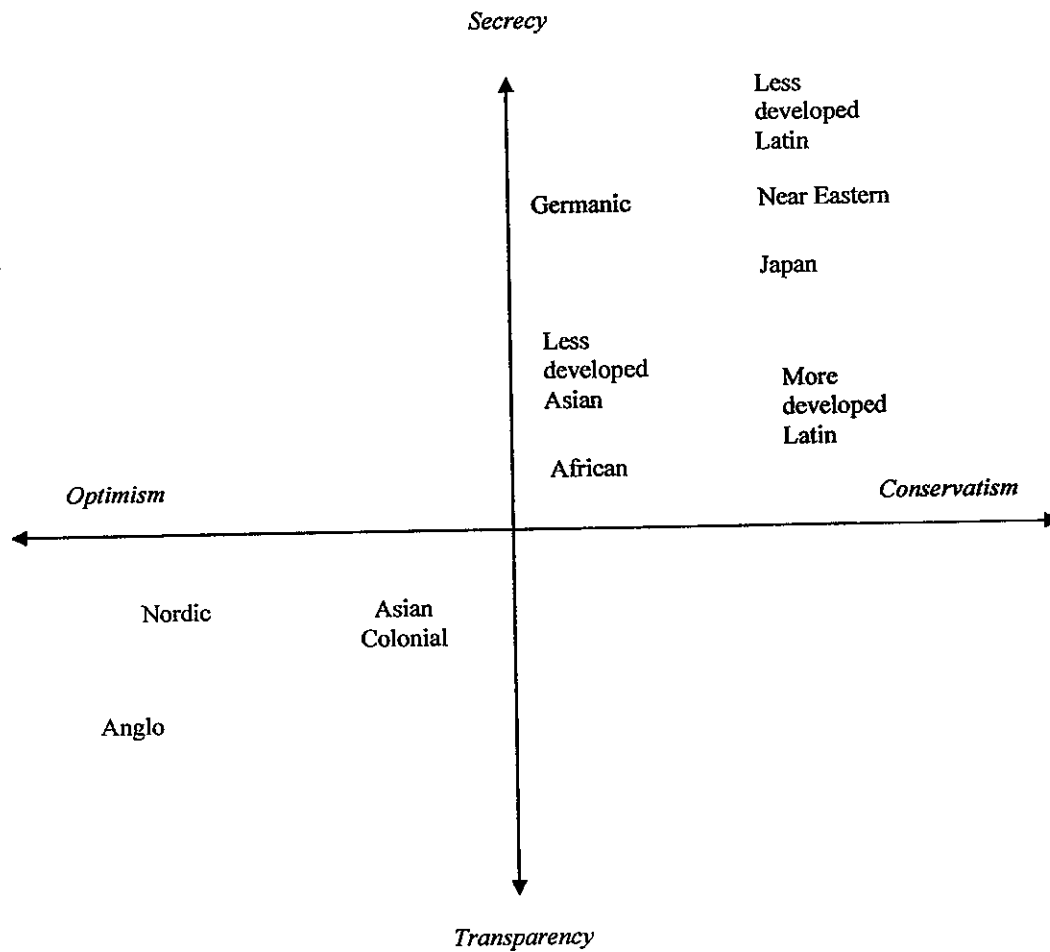 Secrecy
Less
developed
Latin
Germanic
Near Eastern
Japan
Less
developed
Asian
More
developed
Latin
African
Optimism
Conservatism
Nordic
Asian
Colonial
Anglo
Transparency